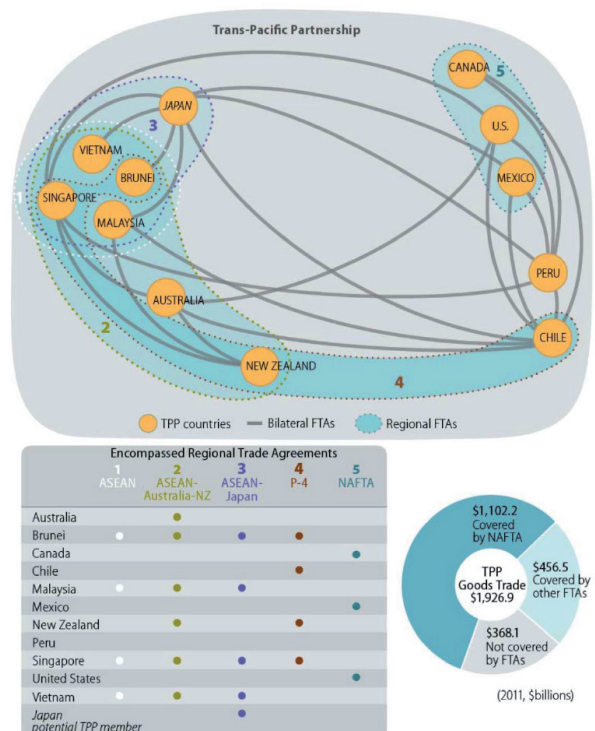 Trans-Pacific Partnership
CANADA
5
JAPAN
U.S.
3
VIETNAM
BRUNEI
MEXICO
1
SINGAPORE
MALAYSIA
PERU
AUSTRALIA
2
CHILE
NEW ZEALAND
4
TPP countries
Bilateral FTAs
Regional FTAs
Encompassed Regional Trade Agreements
1 2 3 4 5
ASEAN ASEAN- ASEAN- P-4 NAFTA
Australia-NZ Japan
Australia
Brunei
Canada
Chile
Malaysia
Mexico
New Zealand
Peru
Singapore
United States
Vietnam
Japan
potential TPP member
$1,102.2
Covered
by NAFTA
TPP
Goods Trade
$1,926.9
$456.5
Covered by
other FTAs
$368.1
Not covered
by FTAs
(2011, $billions)